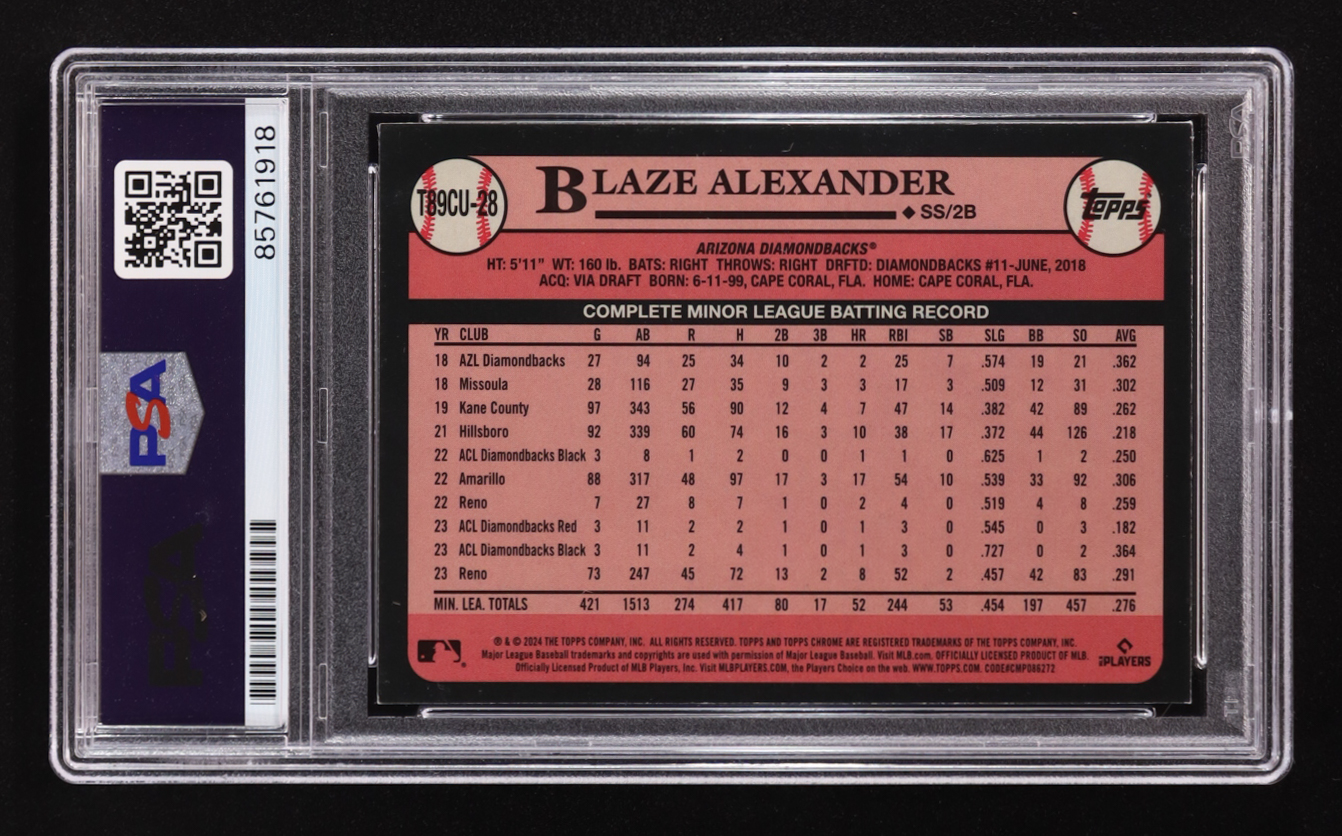 85761918
PSA
T89CU-28
BLAZE ALEXANDER
◆ SS/2B
Topps
ARIZONA DIAMONDBACKS®
HT: 5'11" WT: 160 lb. BATS: RIGHT THROWS: RIGHT DRFTD: DIAMONDBACKS #11-JUNE, 2018
ACQ: VIA DRAFT BORN: 6-11-99, CAPE CORAL, FLA. HOME: CAPE CORAL, FLA.
COMPLETE MINOR LEAGUE BATTING RECORD
YR CLUB G AB R H 2B 3B HR RBI SB SLG BB SO AVG
18 AZL Diamondbacks 27 94 25 34 10 2 2 25 7 .574 19 21 .362
18 Missoula 28 116 27 35 9 3 3 17 3 .509 12 31 .302
19 Kane County 97 343 56 90 12 4 7 47 14 .382 42 89 .262
21 Hillsboro 92 339 60 74 16 3 10 38 17 .372 44 126 .218
22 ACL Diamondbacks Black 3 8 1 2 0 0 1 1 0 .625 1 2 .250
22 Amarillo 88 317 48 97 17 3 17 54 10 .539 33 92 .306
22 Reno 7 27 8 7 1 0 2 4 0 .519 4 8 .259
23 ACL Diamondbacks Red 3 11 2 2 1 0 1 3 0 .545 0 3 .182
23 ACL Diamondbacks Black 3 11 2 4 1 0 1 3 0 .727 0 2 .364
23 Reno 73 247 45 72 13 2 8 52 2 .457 42 83 .291
MIN. LEA. TOTALS 421 1513 274 417 80 17 52 244 53 .454 197 457 .276
® & © 2024 THE TOPPS COMPANY, INC. ALL RIGHTS RESERVED. TOPPS AND TOPPS CHROME ARE REGISTERED TRADEMARKS OF THE TOPPS COMPANY, INC.
Major League Baseball trademarks and copyrights are used with permission of Major League Baseball. Visit MLB.com. OFFICIALLY LICENSED PRODUCT OF MLB.
Officially Licensed Product of MLB Players, Inc. Visit MLBPLAYERS.com, the Players Choice on the web. WWW.TOPPS.COM. CODE#CMP086272
PLAYERS
PSA
PSA